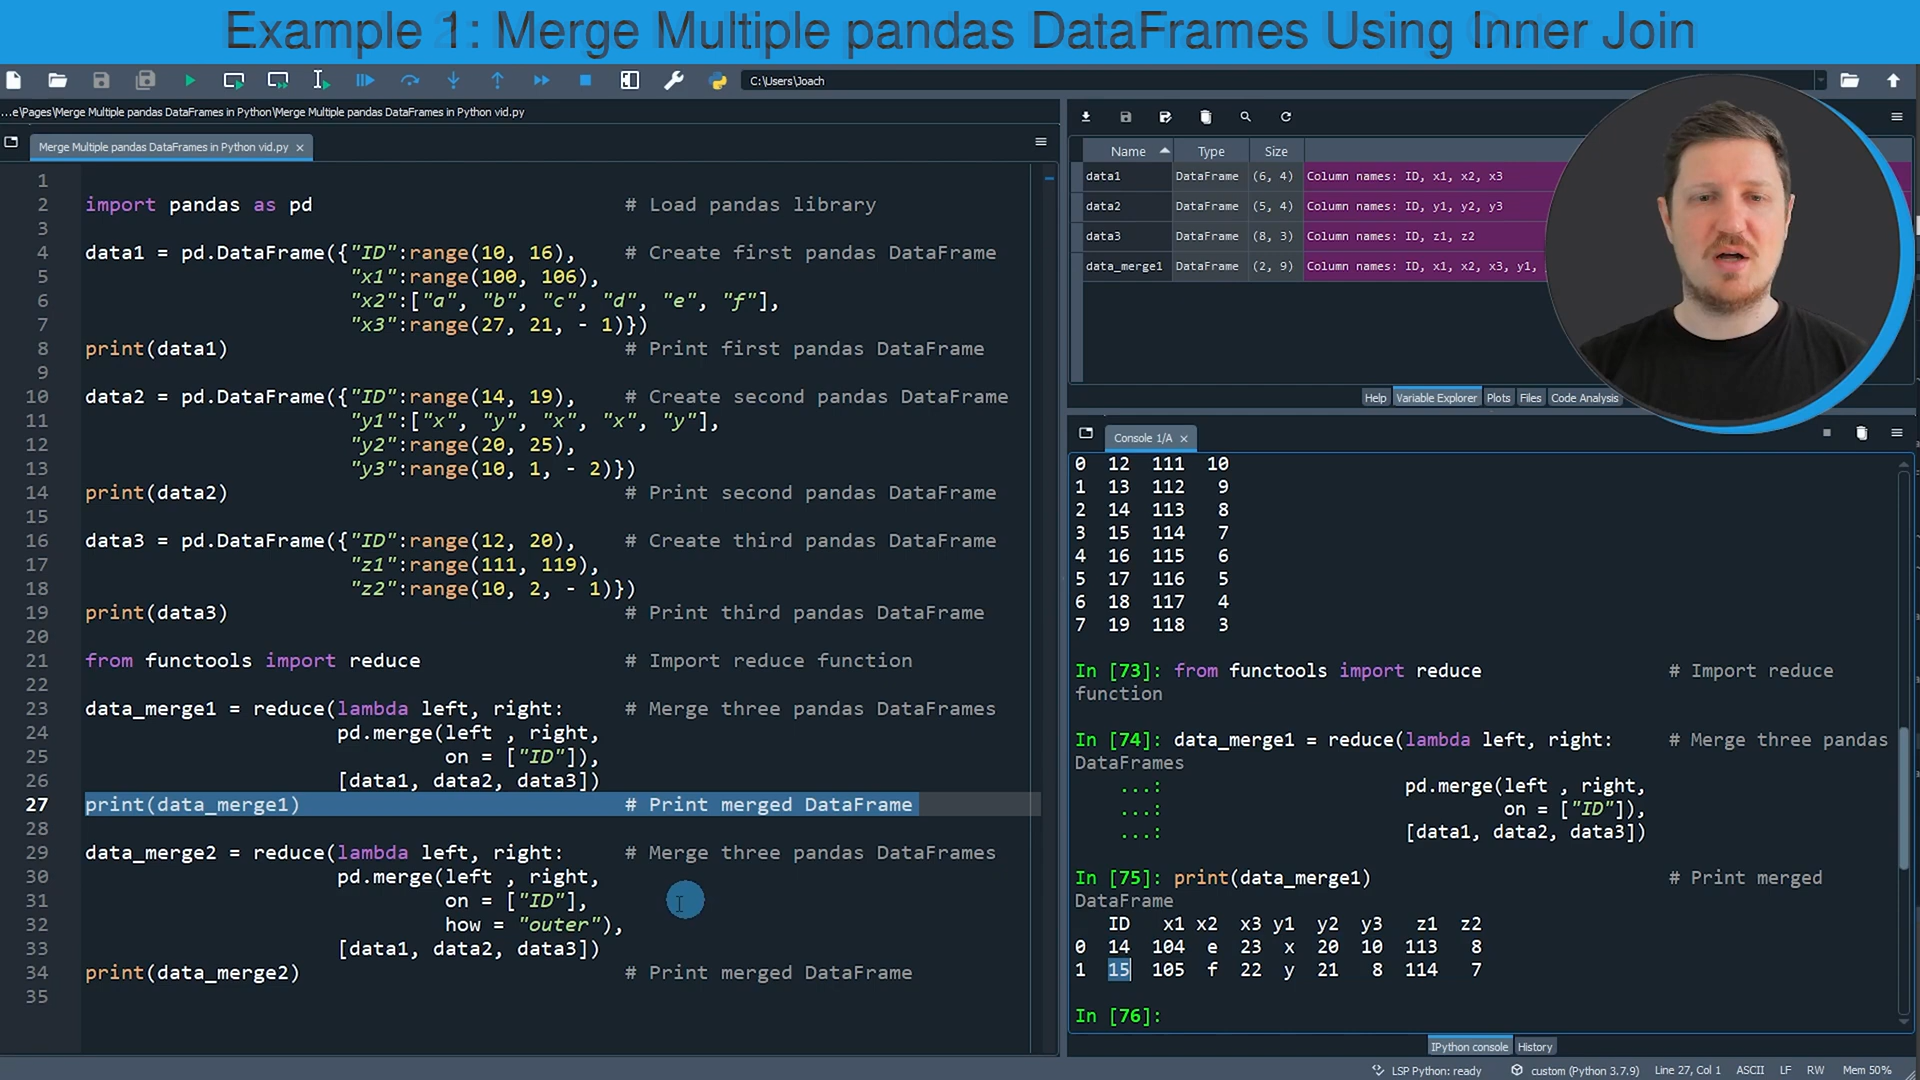 Example 1: Merge Multiple pandas DataFrames Using Inner Join
C:\Users\Joach
...e\Pages\Merge Multiple pandas DataFrames in Python\Merge Multiple pandas DataFrames in Python vid.py
Merge Multiple pandas DataFrames in Python vid.py
1
2 import pandas as pd # Load pandas library
3
4 data1 = pd.DataFrame({"ID":range(10, 16), # Create first pandas DataFrame
5 "x1":range(100, 106),
6 "x2":["a", "b", "c", "d", "e", "f"],
7 "x3":range(27, 21, - 1)})
8 print(data1) # Print first pandas DataFrame
9
10 data2 = pd.DataFrame({"ID":range(14, 19), # Create second pandas DataFrame
11 "y1":["x", "y", "x", "x", "y"],
12 "y2":range(20, 25),
13 "y3":range(10, 1, - 2)})
14 print(data2) # Print second pandas DataFrame
15
16 data3 = pd.DataFrame({"ID":range(12, 20), # Create third pandas DataFrame
17 "z1":range(111, 119),
18 "z2":range(10, 2, - 1)})
19 print(data3) # Print third pandas DataFrame
20
21 from functools import reduce # Import reduce function
22
23 data_merge1 = reduce(lambda left, right: # Merge three pandas DataFrames
24 pd.merge(left , right,
25 on = ["ID"]),
26 [data1, data2, data3])
27 print(data_merge1) # Print merged DataFrame
28
29 data_merge2 = reduce(lambda left, right: # Merge three pandas DataFrames
30 pd.merge(left , right,
31 on = ["ID"],
32 how = "outer"),
33 [data1, data2, data3])
34 print(data_merge2) # Print merged DataFrame
35
Name Type Size
data1 DataFrame (6, 4) Column names: ID, x1, x2, x3
data2 DataFrame (5, 4) Column names: ID, y1, y2, y3
data3 DataFrame (8, 3) Column names: ID, z1, z2
data_merge1 DataFrame (2, 9) Column names: ID, x1, x2, x3, y1,
Help Variable Explorer Plots Files Code Analysis
Console 1/A
0 12 111 10
1 13 112 9
2 14 113 8
3 15 114 7
4 16 115 6
5 17 116 5
6 18 117 4
7 19 118 3
In [73]: from functools import reduce # Import reduce
function
In [74]: data_merge1 = reduce(lambda left, right: # Merge three pandas
DataFrames
...: pd.merge(left , right,
...: on = ["ID"]),
...: [data1, data2, data3])
In [75]: print(data_merge1) # Print merged
DataFrame
ID x1 x2 x3 y1 y2 y3 z1 z2
0 14 104 e 23 x 20 10 113 8
1 15 105 f 22 y 21 8 114 7
In [76]:
IPython console History
LSP Python: ready custom (Python 3.7.9) Line 27, Col 1 ASCII LF RW Mem 50%